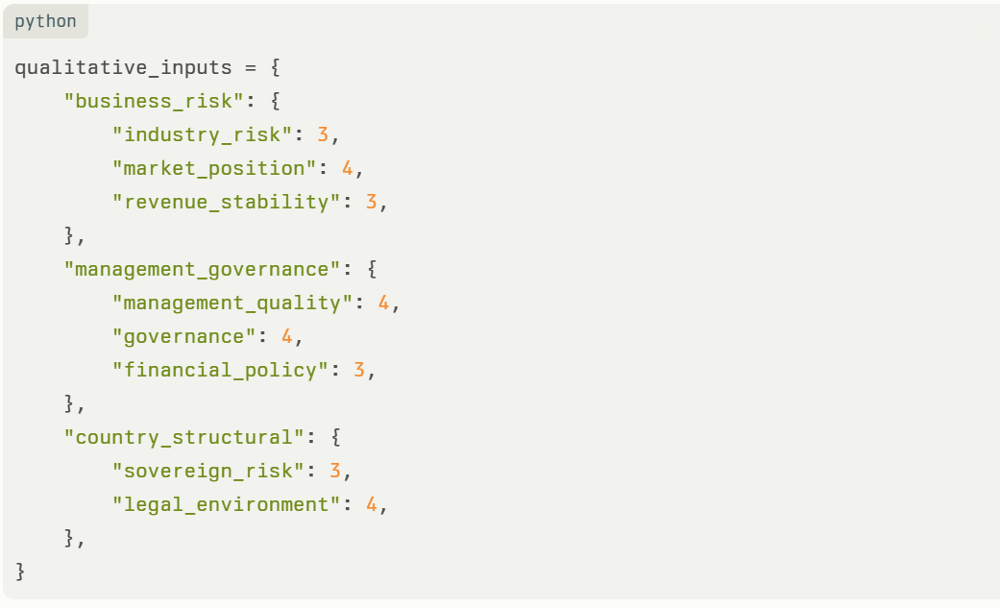 python
qualitative_inputs = {
    "business_risk": {
        "industry_risk": 3,
        "market_position": 4,
        "revenue_stability": 3,
    },
    "management_governance": {
        "management_quality": 4,
        "governance": 4,
        "financial_policy": 3,
    },
    "country_structural": {
        "sovereign_risk": 3,
        "legal_environment": 4,
    },
}